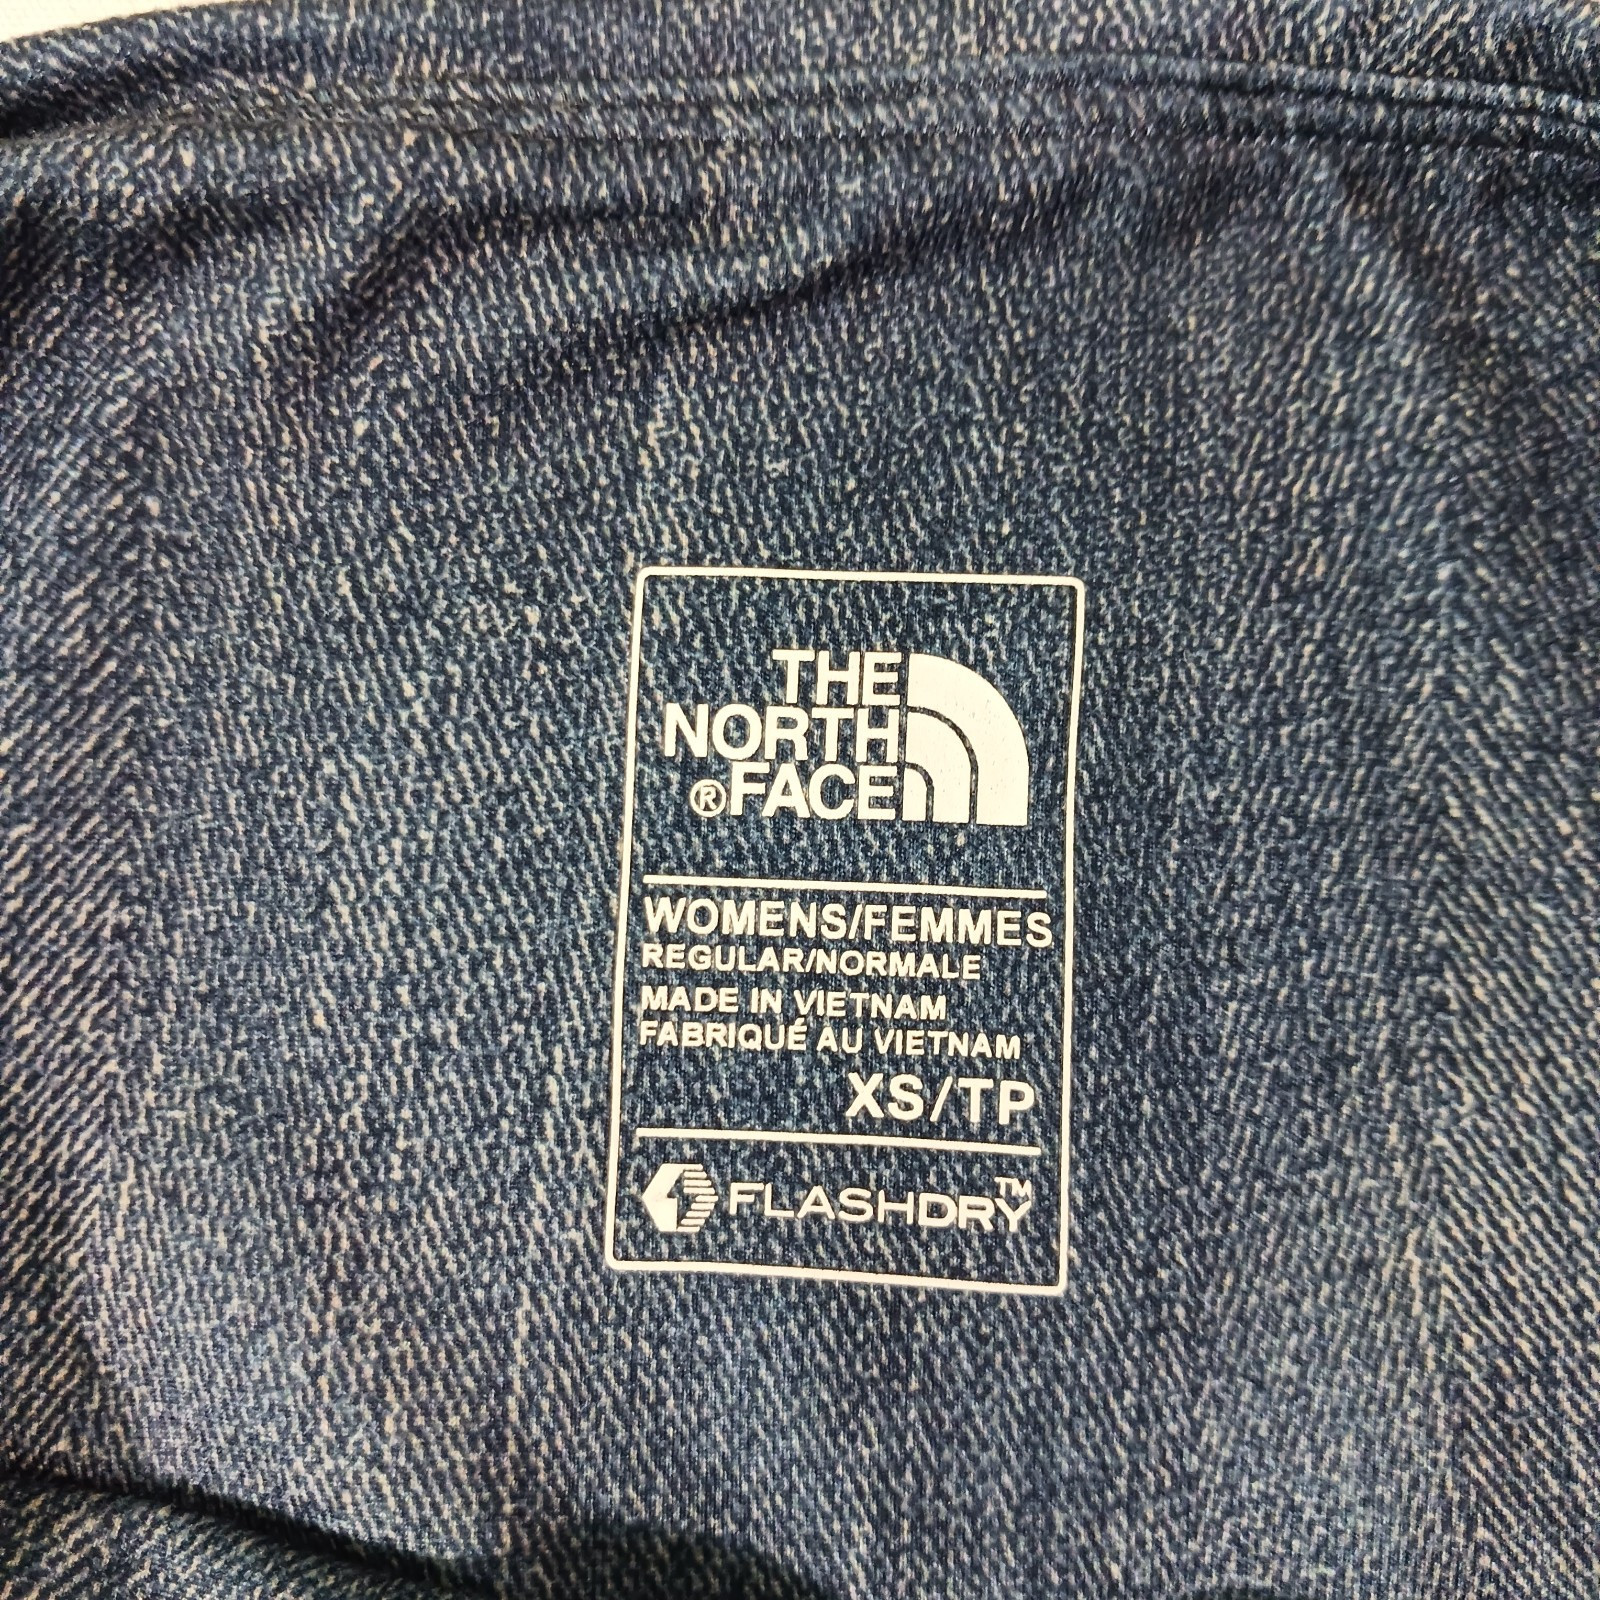 THE
NORTH
®FACE
WOMENS/FEMMES
REGULAR/NORMALE
MADE IN VIETNAM
FABRIQUÉ AU VIETNAM
XS/TP
FLASHDRY™